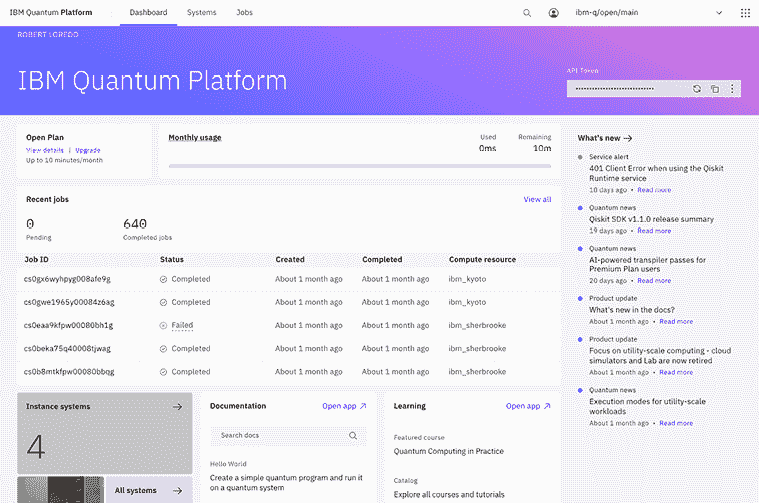 IBM Quantum Platform
Dashboard
Systems
Jobs
ibm-q/open/main
ROBERT LOREDO
IBM Quantum Platform
API Token
Open Plan
View details | Upgrade
Up to 10 minutes/month
Monthly usage
Used
0ms
Remaining
10m
Recent jobs
View all
0
Pending
640
Completed jobs
Job ID Status Created Completed Compute resource
cs0gx6wyhpyg008afe9g Completed About 1 month ago About 1 month ago ibm_kyoto
cs0gwe1965y00084z6ag Completed About 1 month ago About 1 month ago ibm_kyoto
cs0eaa9kfpw00080bh1g Failed About 1 month ago About 1 month ago ibm_sherbrooke
cs0beka75q40008tjwag Completed About 1 month ago About 1 month ago ibm_sherbrooke
cs0b8mtkfpw00080bbqg Completed About 1 month ago About 1 month ago ibm_sherbrooke
Instance systems
4
All systems
Documentation
Open app
Search docs
Hello World
Create a simple quantum program and run it
on a quantum system
Learning
Open app
Featured course
Quantum Computing in Practice
Catalog
Explore all courses and tutorials
What's new
Service alert
401 Client Error when using the Qiskit
Runtime service
18 days ago • Read more
Quantum news
Qiskit SDK v1.1.0 release summary
19 days ago • Read more
Quantum news
AI-powered transpiler passes for
Premium Plan users
20 days ago • Read more
Product update
What's new in the docs?
About 1 month ago • Read more
Product update
Focus on utility-scale computing - cloud
simulators and Lab are now retired
About 1 month ago • Read more
Quantum news
Execution modes for utility-scale
workloads
About 1 month ago • Read more